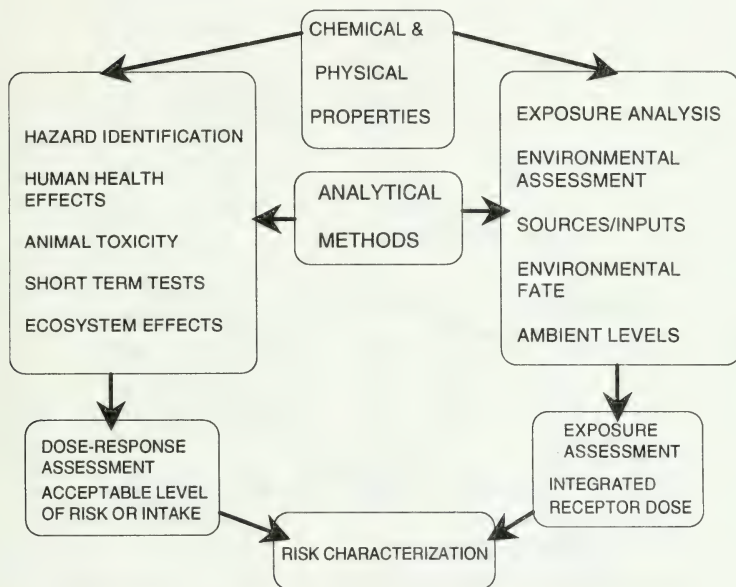 CHEMICAL &
PHYSICAL
PROPERTIES
HAZARD IDENTIFICATION
HUMAN HEALTH
EFFECTS
ANIMAL TOXICITY
SHORT TERM TESTS
ECOSYSTEM EFFECTS
ANALYTICAL
METHODS
EXPOSURE ANALYSIS
ENVIRONMENTAL
ASSESSMENT
SOURCES/INPUTS
ENVIRONMENTAL
FATE
AMBIENT LEVELS
DOSE-RESPONSE
ASSESSMENT
ACCEPTABLE LEVEL
OF RISK OR INTAKE
EXPOSURE
ASSESSMENT
INTEGRATED
RECEPTOR DOSE
RISK CHARACTERIZATION